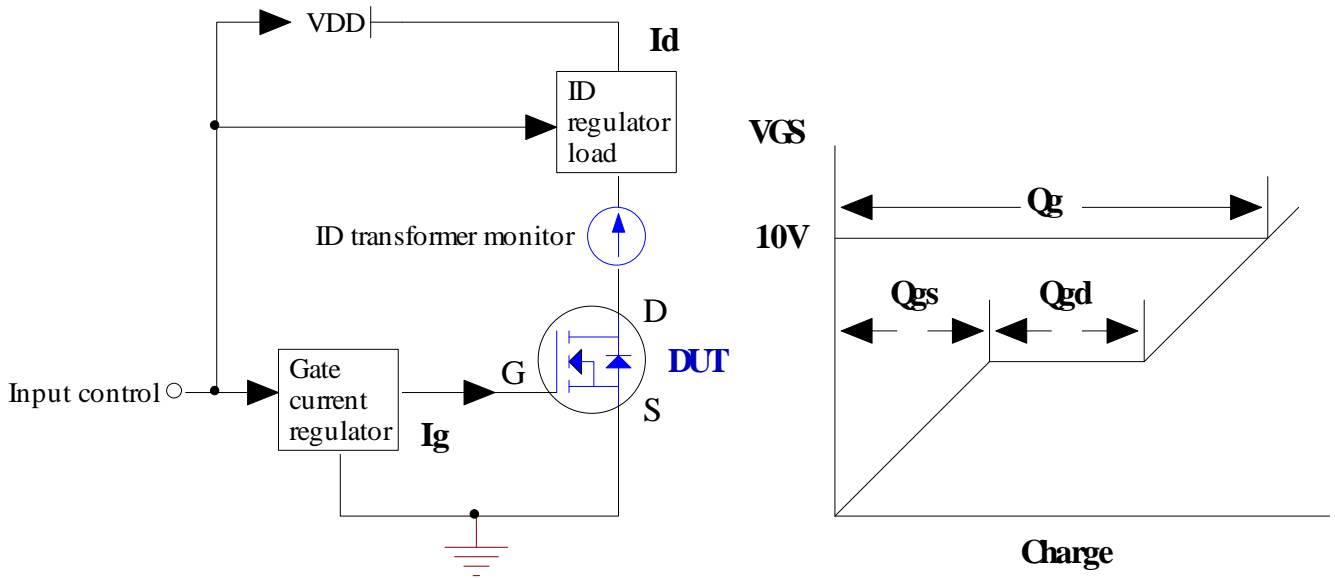 VDD
Id
ID
regulator
load
ID transformer monitor
D
DUT
G
S
Input control
Gate
current
regulator
Ig
VGS
Qg
10V
Qgs
Qgd
Charge